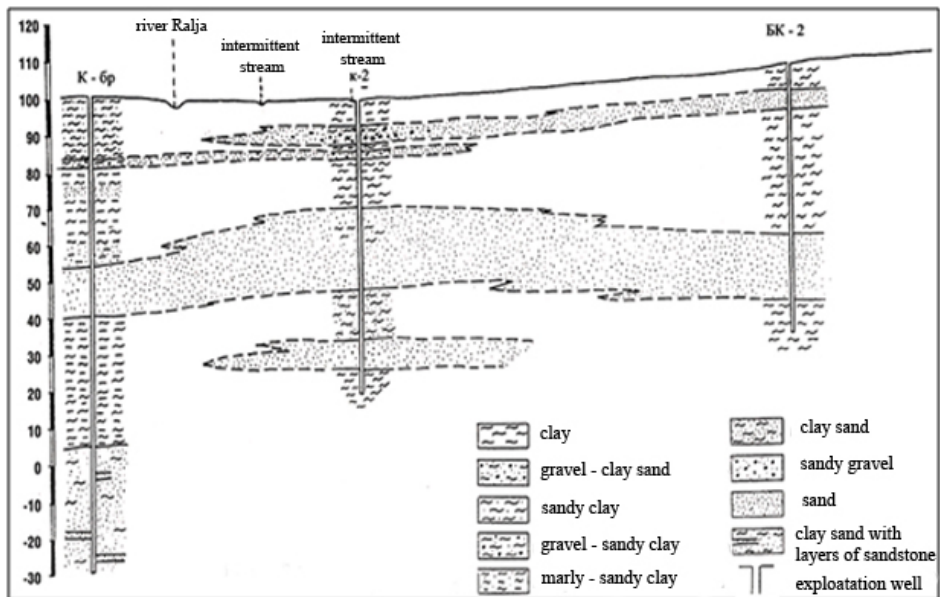 river Ralja
intermittent
stream
intermittent
stream
БК - 2
К - бр
к-2
110
100
90
80
70
60
50
40
30
20
10
0
-10
-20
-30
clay
gravel - clay sand
sandy clay
gravel - sandy clay
marly - sandy clay
clay sand
sandy gravel
sand
clay sand with
layers of sandstone
exploatation well